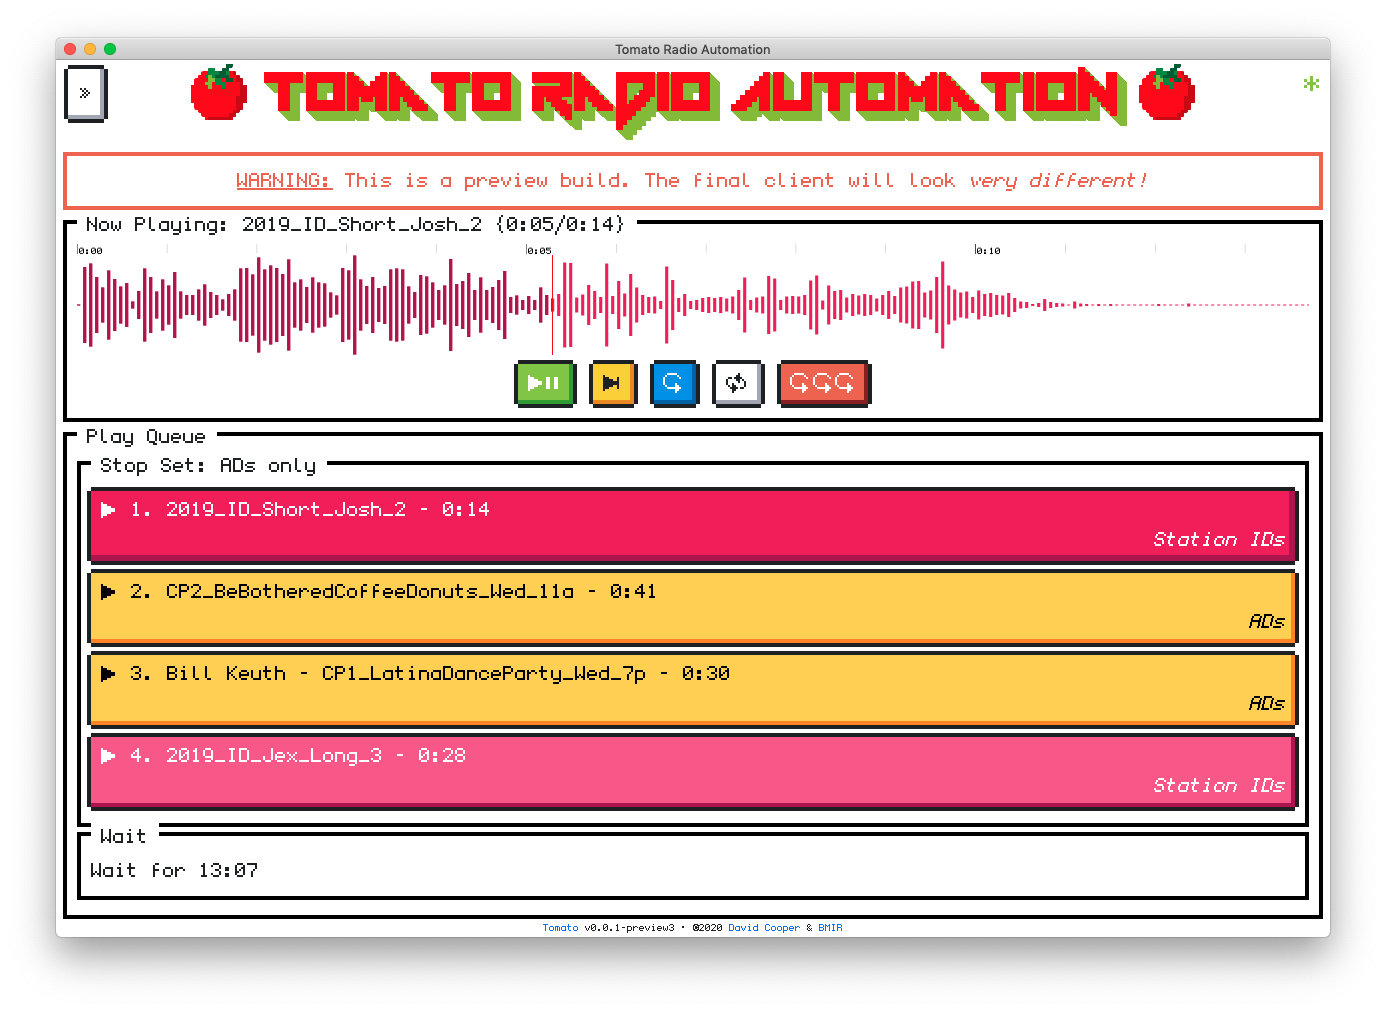 Tomato Radio Automation
»
TOMATO RADIO AUTOMATION
*
WARNING: This is a preview build. The final client will look very different!
Now Playing: 2019_ID_Short_Josh_2 {0:05/0:14}
0:00 0:05 0:10
Play Queue
Stop Set: ADs only
1. 2019_ID_Short_Josh_2 - 0:14
Station IDs
2. CP2_BeBotheredCoffeeDonuts_Wed_11a - 0:41
ADs
3. Bill Keuth - CP1_LatinaDanceParty_Wed_7p - 0:30
ADs
4. 2019_ID_Jex_Long_3 - 0:28
Station IDs
Wait
Wait for 13:07
Tomato v0.0.1-preview3 • ©2020 David Cooper & BMIR